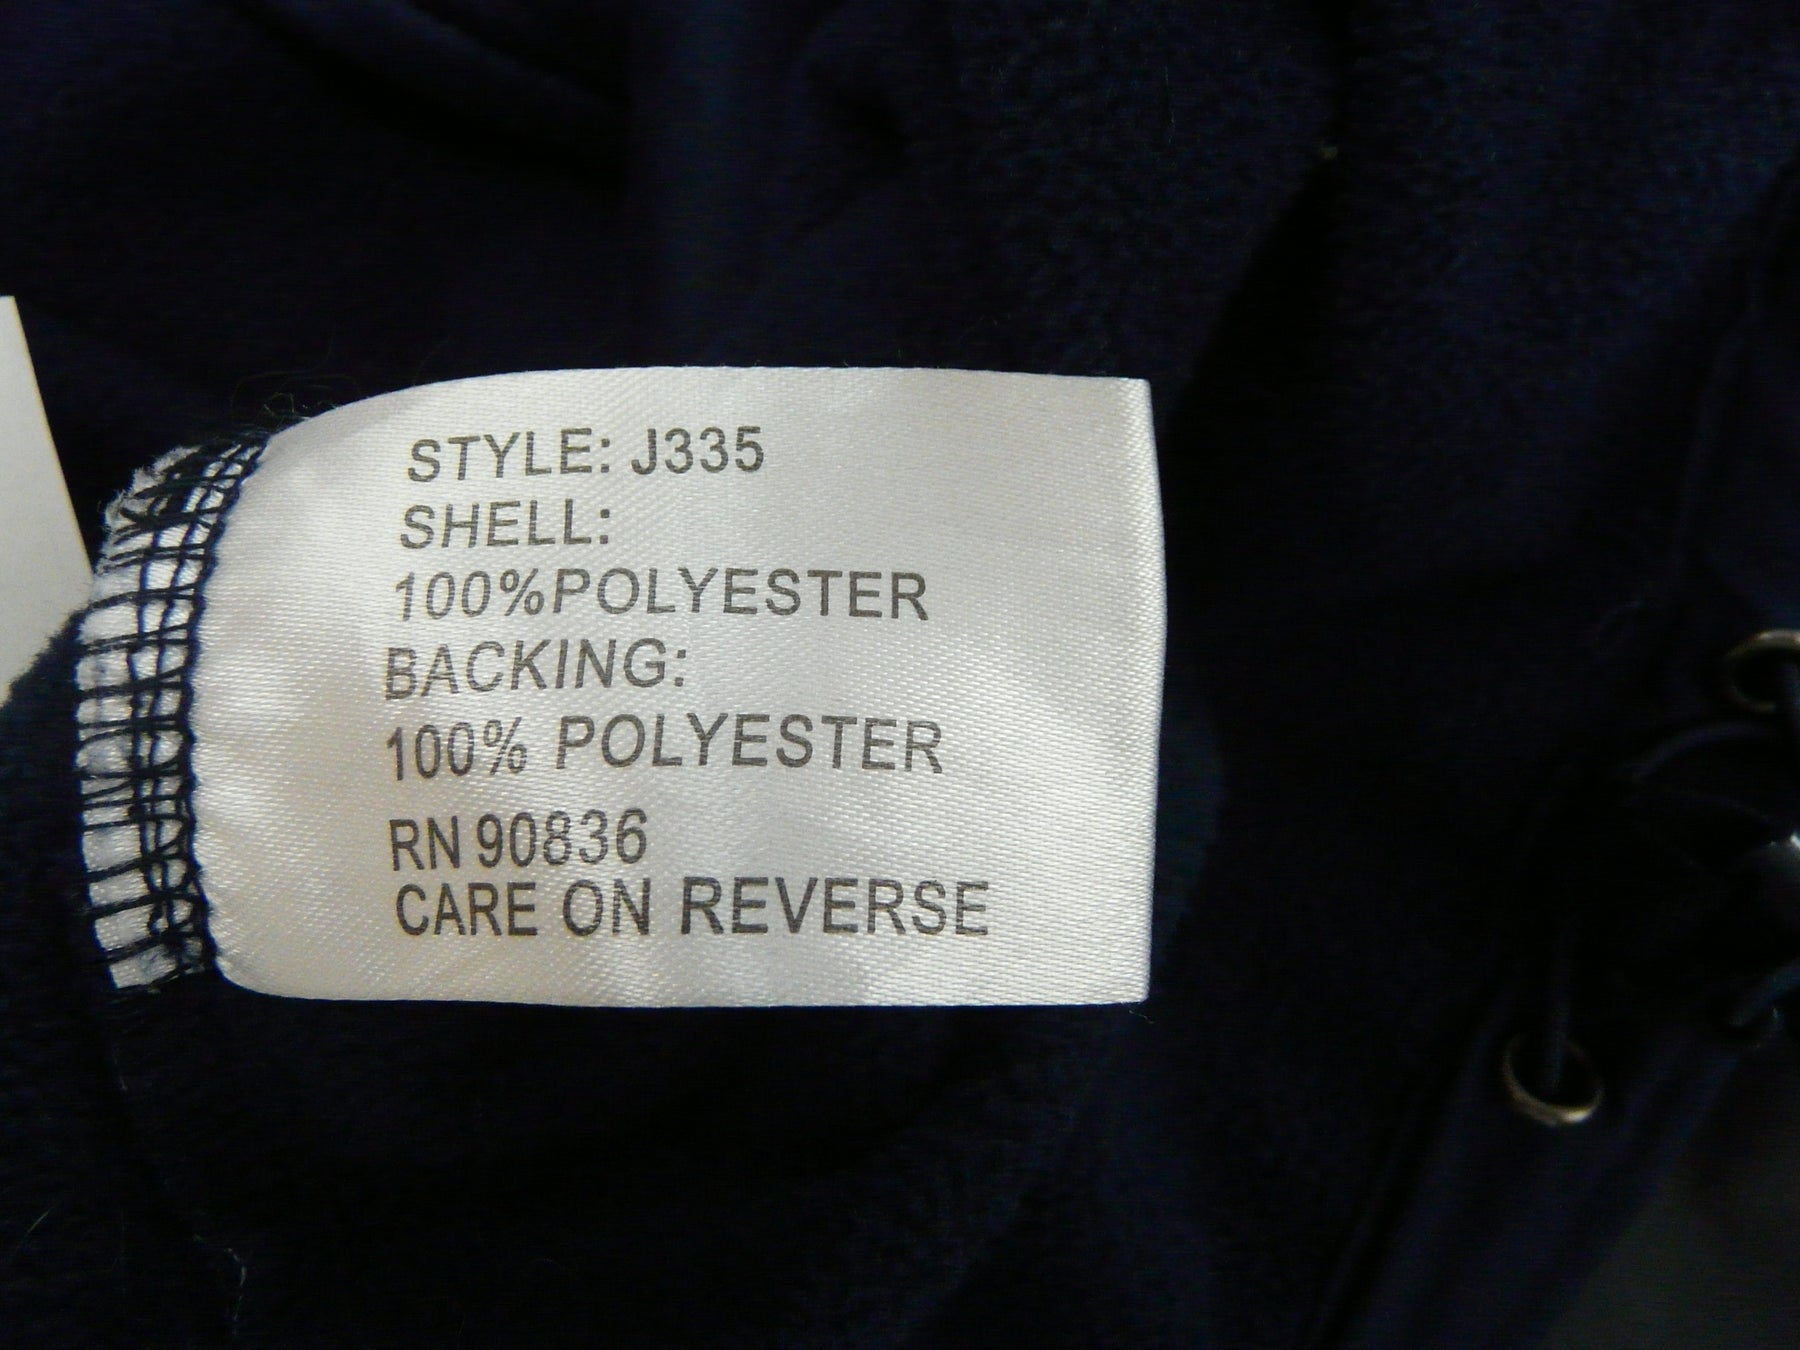 STYLE: J335
SHELL:
100%POLYESTER
BACKING:
100% POLYESTER
RN 90836
CARE ON REVERSE